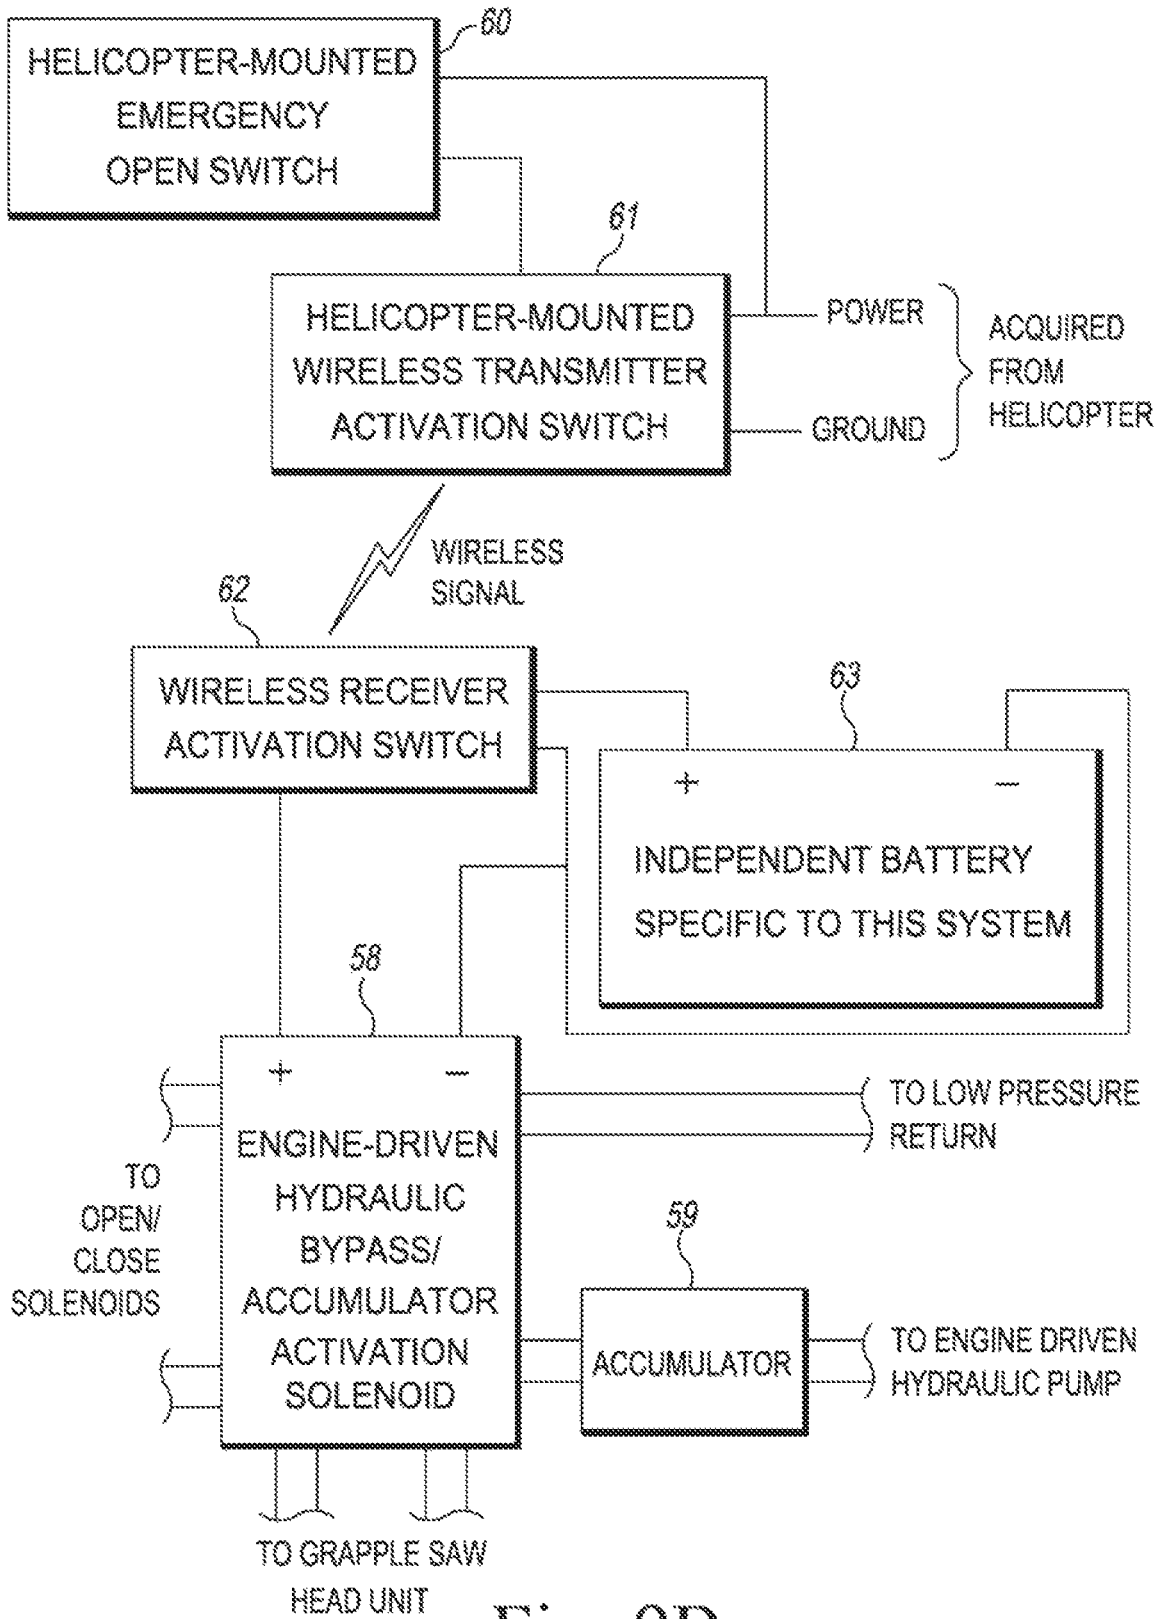 60
HELICOPTER-MOUNTED
EMERGENCY
OPEN SWITCH
61
HELICOPTER-MOUNTED
WIRELESS TRANSMITTER
ACTIVATION SWITCH
POWER
GROUND
ACQUIRED
FROM
HELICOPTER
WIRELESS
SIGNAL
62
WIRELESS RECEIVER
ACTIVATION SWITCH
63
+ −
INDEPENDENT BATTERY
SPECIFIC TO THIS SYSTEM
58
+ −
ENGINE-DRIVEN
HYDRAULIC
BYPASS/
ACCUMULATOR
ACTIVATION
SOLENOID
TO
OPEN/
CLOSE
SOLENOIDS
TO LOW PRESSURE
RETURN
59
ACCUMULATOR
TO ENGINE DRIVEN
HYDRAULIC PUMP
TO GRAPPLE SAW
HEAD UNIT